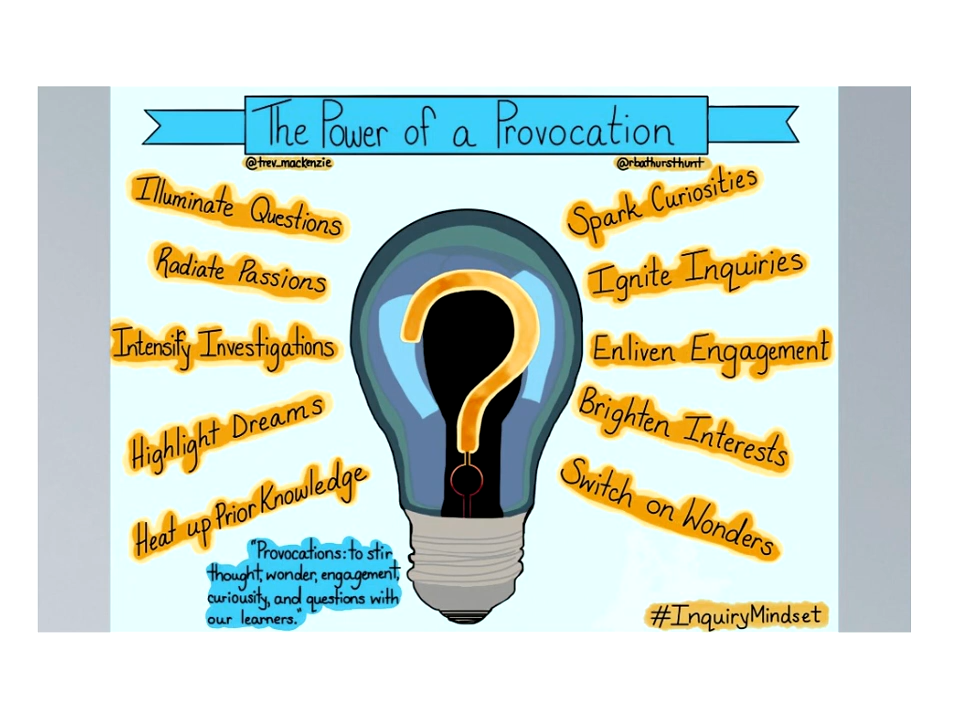 The Power of a Provocation
@trev_mackenzie
@rbathursthunt
Illuminate Questions
Radiate Passions
Intensify Investigations
Highlight Dreams
Heat up Prior Knowledge
Spark Curiosities
Ignite Inquiries
Enliven Engagement
Brighten Interests
Switch on Wonders
"Provocations: to stir
thought, wonder, engagement,
curiousity, and questions with
our learners."
#InquiryMindset